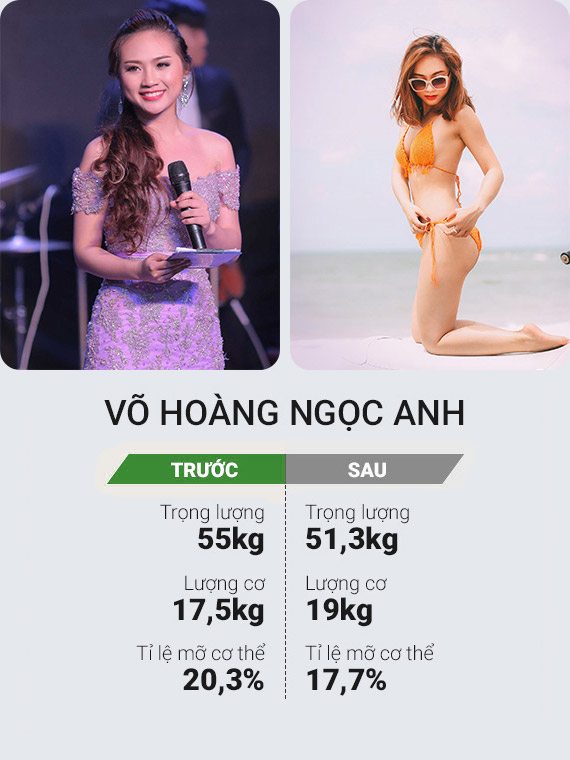 VÕ HOÀNG NGỌC ANH
TRƯỚC
SAU
Trọng lượng
55kg
Trọng lượng
51,3kg
Lượng cơ
17,5kg
Lượng cơ
19kg
Tỉ lệ mỡ cơ thể
20,3%
Tỉ lệ mỡ cơ thể
17,7%